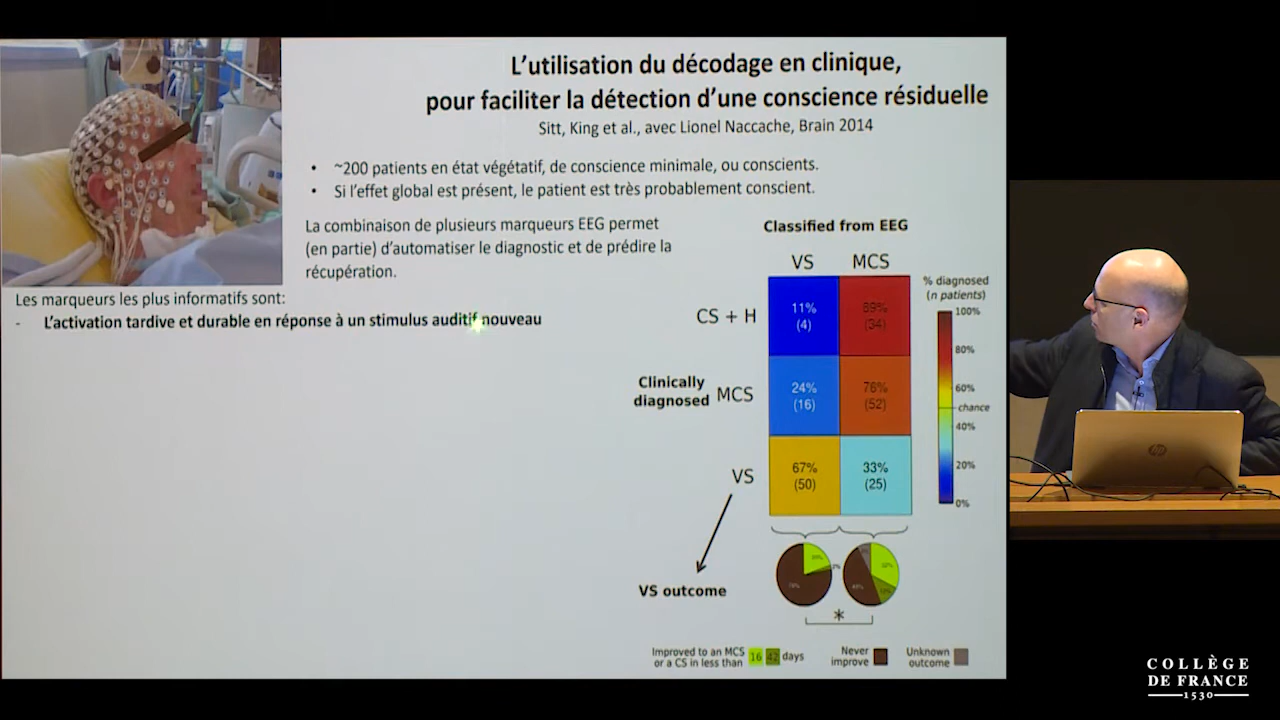 L'utilisation du décodage en clinique,
pour faciliter la détection d'une conscience résiduelle
Sitt, King et al., avec Lionel Naccache, Brain 2014
• ~200 patients en état végétatif, de conscience minimale, ou conscients.
• Si l'effet global est présent, le patient est très probablement conscient.
La combinaison de plusieurs marqueurs EEG permet
(en partie) d'automatiser le diagnostic et de prédire la
récupération.
Les marqueurs les plus informatifs sont:
- L'activation tardive et durable en réponse à un stimulus auditif nouveau
Classified from EEG
VS MCS
% diagnosed
(n patients)
CS + H
11%
(4)
89%
(34)
Clinically
diagnosed
MCS
24%
(16)
76%
(52)
VS
67%
(50)
33%
(25)
100%
80%
60%
chance
40%
20%
0%
VS outcome
*
Improved to an MCS
or a CS in less than
16 42 days
Never
improve
Unknown
outcome
hp
COLLÈGE
DE FRANCE
1530